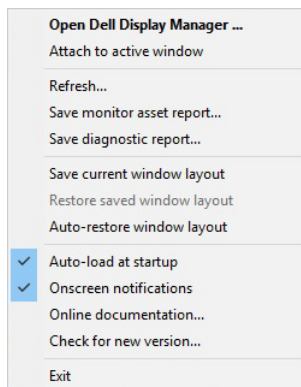 Open Dell Display Manager ...
Attach to active window
Refresh...
Save monitor asset report...
Save diagnostic report...
Save current window layout
Restore saved window layout
Auto-restore window layout
Auto-load at startup
Onscreen notifications
Online documentation...
Check for new version...
Exit